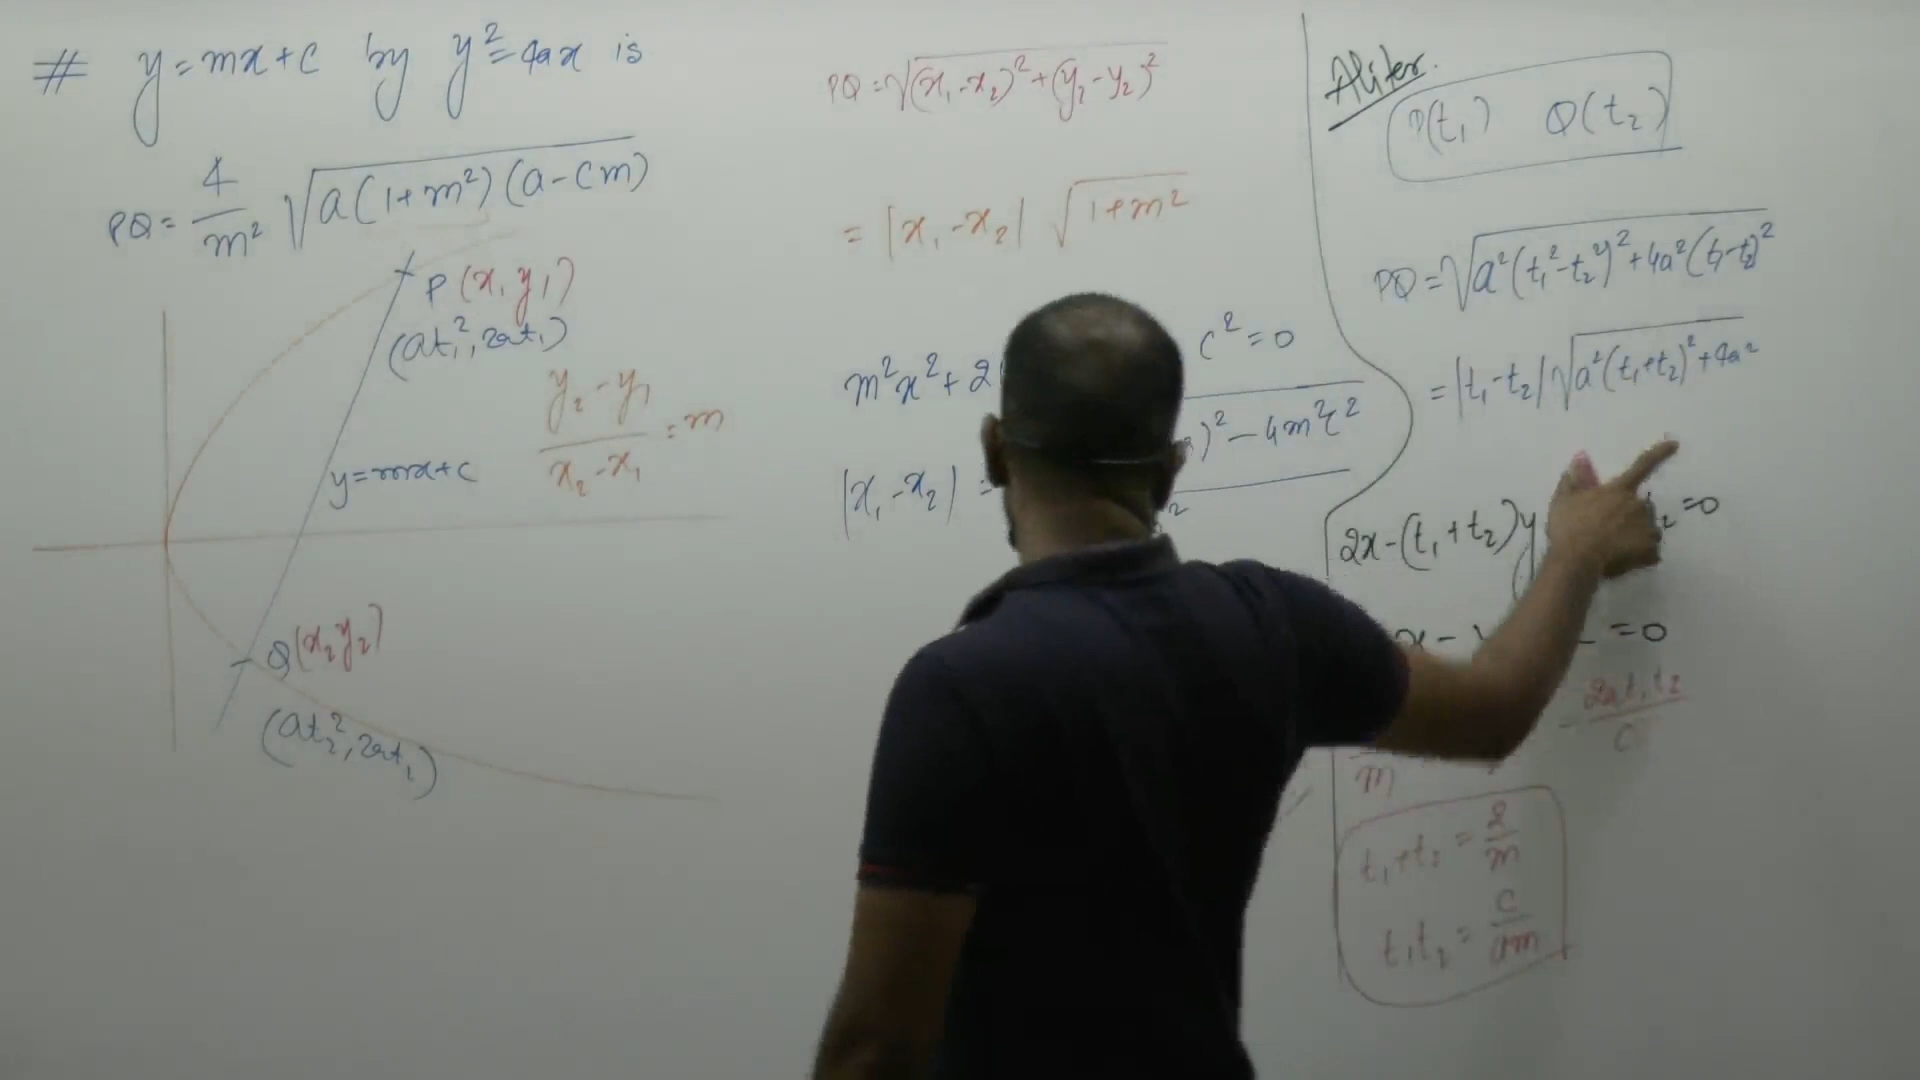 # y = mx + c by y² = 4ax is
PQ = 4/m² √(a(1+m²)(a-cm))
P(x₁ y₁)
(at₁², 2at₁)
(y₂ - y₁)/(x₂ - x₁) = m
y = mx + c
Q(x₂ y₂)
(at₂², 2at₁)
PQ = √((x₁ - x₂)² + (y₂ - y₂)²)
= |x₁ - x₂| √(1+m²)
m²x² + 2 c² = 0
|x₁ - x₂| = )² - 4m²c²
Aliter.
P(t₁) Q(t₂)
PQ = √(a²(t₁² - t₂²)² + 4a²(t₁ - t₂)²)
= |t₁ - t₂| √(a²(t₁ + t₂)² + 4a²)
2x - (t₁ + t₂)y = 0
x - = 0
m 2at₁t₂/c
t₁ + t₂ = 2/m
t₁t₂ = c/am